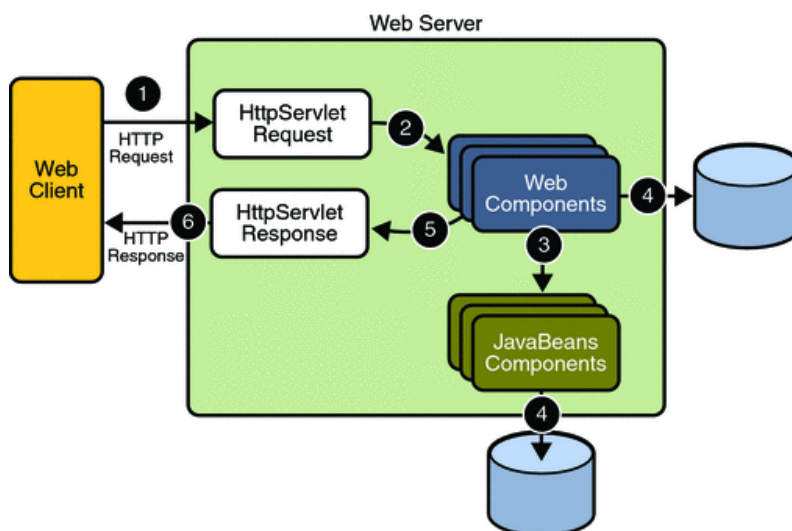 Web Server
1
HTTP
Request
HttpServlet
Request
2
Web
Client
Web
Components
4
6
HTTP
Response
HttpServlet
Response
5
3
JavaBeans
Components
4